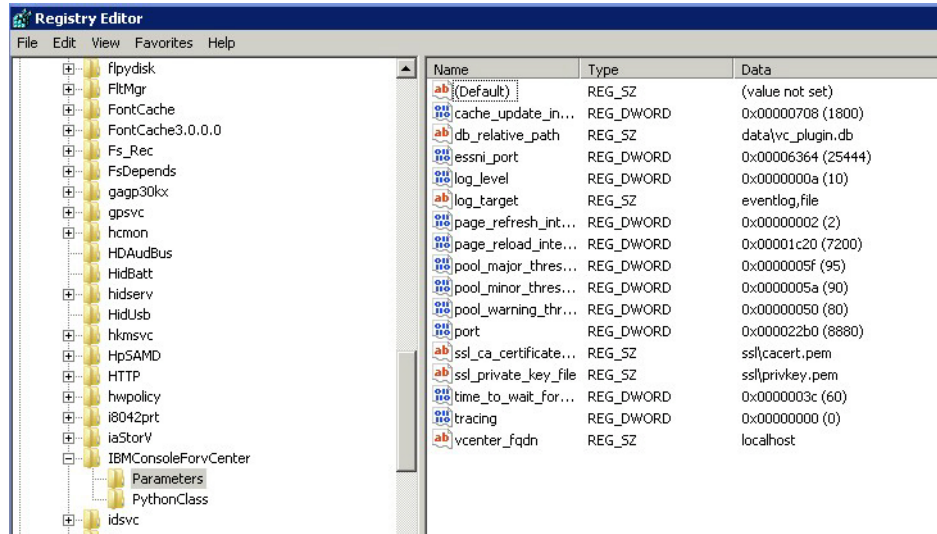 Registry Editor
File Edit View Favorites Help
flpydisk
FltMgr
FontCache
FontCache3.0.0.0
Fs_Rec
FsDepends
gagp30kx
gpsvc
hcmon
HDAudBus
HidBatt
hidserv
HidUsb
hkmsvc
HpSAMD
HTTP
hwpolicy
i8042prt
iaStorV
IBMConsoleForvCenter
Parameters
PythonClass
idsvc
Name Type Data
(Default) REG_SZ (value not set)
cache_update_in... REG_DWORD 0x00000708 (1800)
db_relative_path REG_SZ data\vc_plugin.db
essni_port REG_DWORD 0x00006364 (25444)
log_level REG_DWORD 0x0000000a (10)
log_target REG_SZ eventlog,file
page_refresh_int... REG_DWORD 0x00000002 (2)
page_reload_inte... REG_DWORD 0x00001c20 (7200)
pool_major_thres... REG_DWORD 0x0000005f (95)
pool_minor_thres... REG_DWORD 0x0000005a (90)
pool_warning_thr... REG_DWORD 0x00000050 (80)
port REG_DWORD 0x000022b0 (8880)
ssl_ca_certificate... REG_SZ ssl\cacert.pem
ssl_private_key_file REG_SZ ssl\privkey.pem
time_to_wait_for... REG_DWORD 0x0000003c (60)
tracing REG_DWORD 0x00000000 (0)
vcenter_fqdn REG_SZ localhost